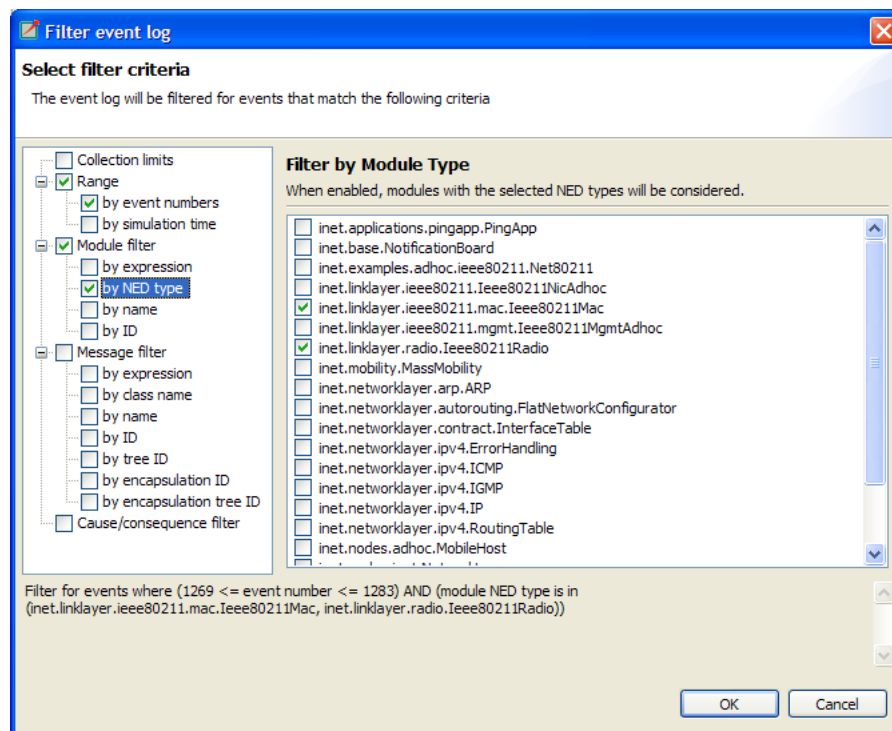 Filter event log
Select filter criteria
The event log will be filtered for events that match the following criteria
Collection limits
Range
by event numbers
by simulation time
Module filter
by expression
by NED type
by name
by ID
Message filter
by expression
by class name
by name
by ID
by tree ID
by encapsulation ID
by encapsulation tree ID
Cause/consequence filter
Filter by Module Type
When enabled, modules with the selected NED types will be considered.
inet.applications.pingapp.PingApp
inet.base.NotificationBoard
inet.examples.adhoc.ieee80211.Net80211
inet.linklayer.ieee80211.Ieee80211NicAdhoc
inet.linklayer.ieee80211.mac.Ieee80211Mac
inet.linklayer.ieee80211.mgmt.Ieee80211MgmtAdhoc
inet.linklayer.radio.Ieee80211Radio
inet.mobility.MassMobility
inet.networklayer.arp.ARP
inet.networklayer.autorouting.FlatNetworkConfigurator
inet.networklayer.contract.InterfaceTable
inet.networklayer.ipv4.ErrorHandling
inet.networklayer.ipv4.ICMP
inet.networklayer.ipv4.IGMP
inet.networklayer.ipv4.IP
inet.networklayer.ipv4.RoutingTable
inet.nodes.adhoc.MobileHost
Filter for events where (1269 <= event number <= 1283) AND (module NED type is in
(inet.linklayer.ieee80211.mac.Ieee80211Mac, inet.linklayer.radio.Ieee80211Radio))
OK
Cancel